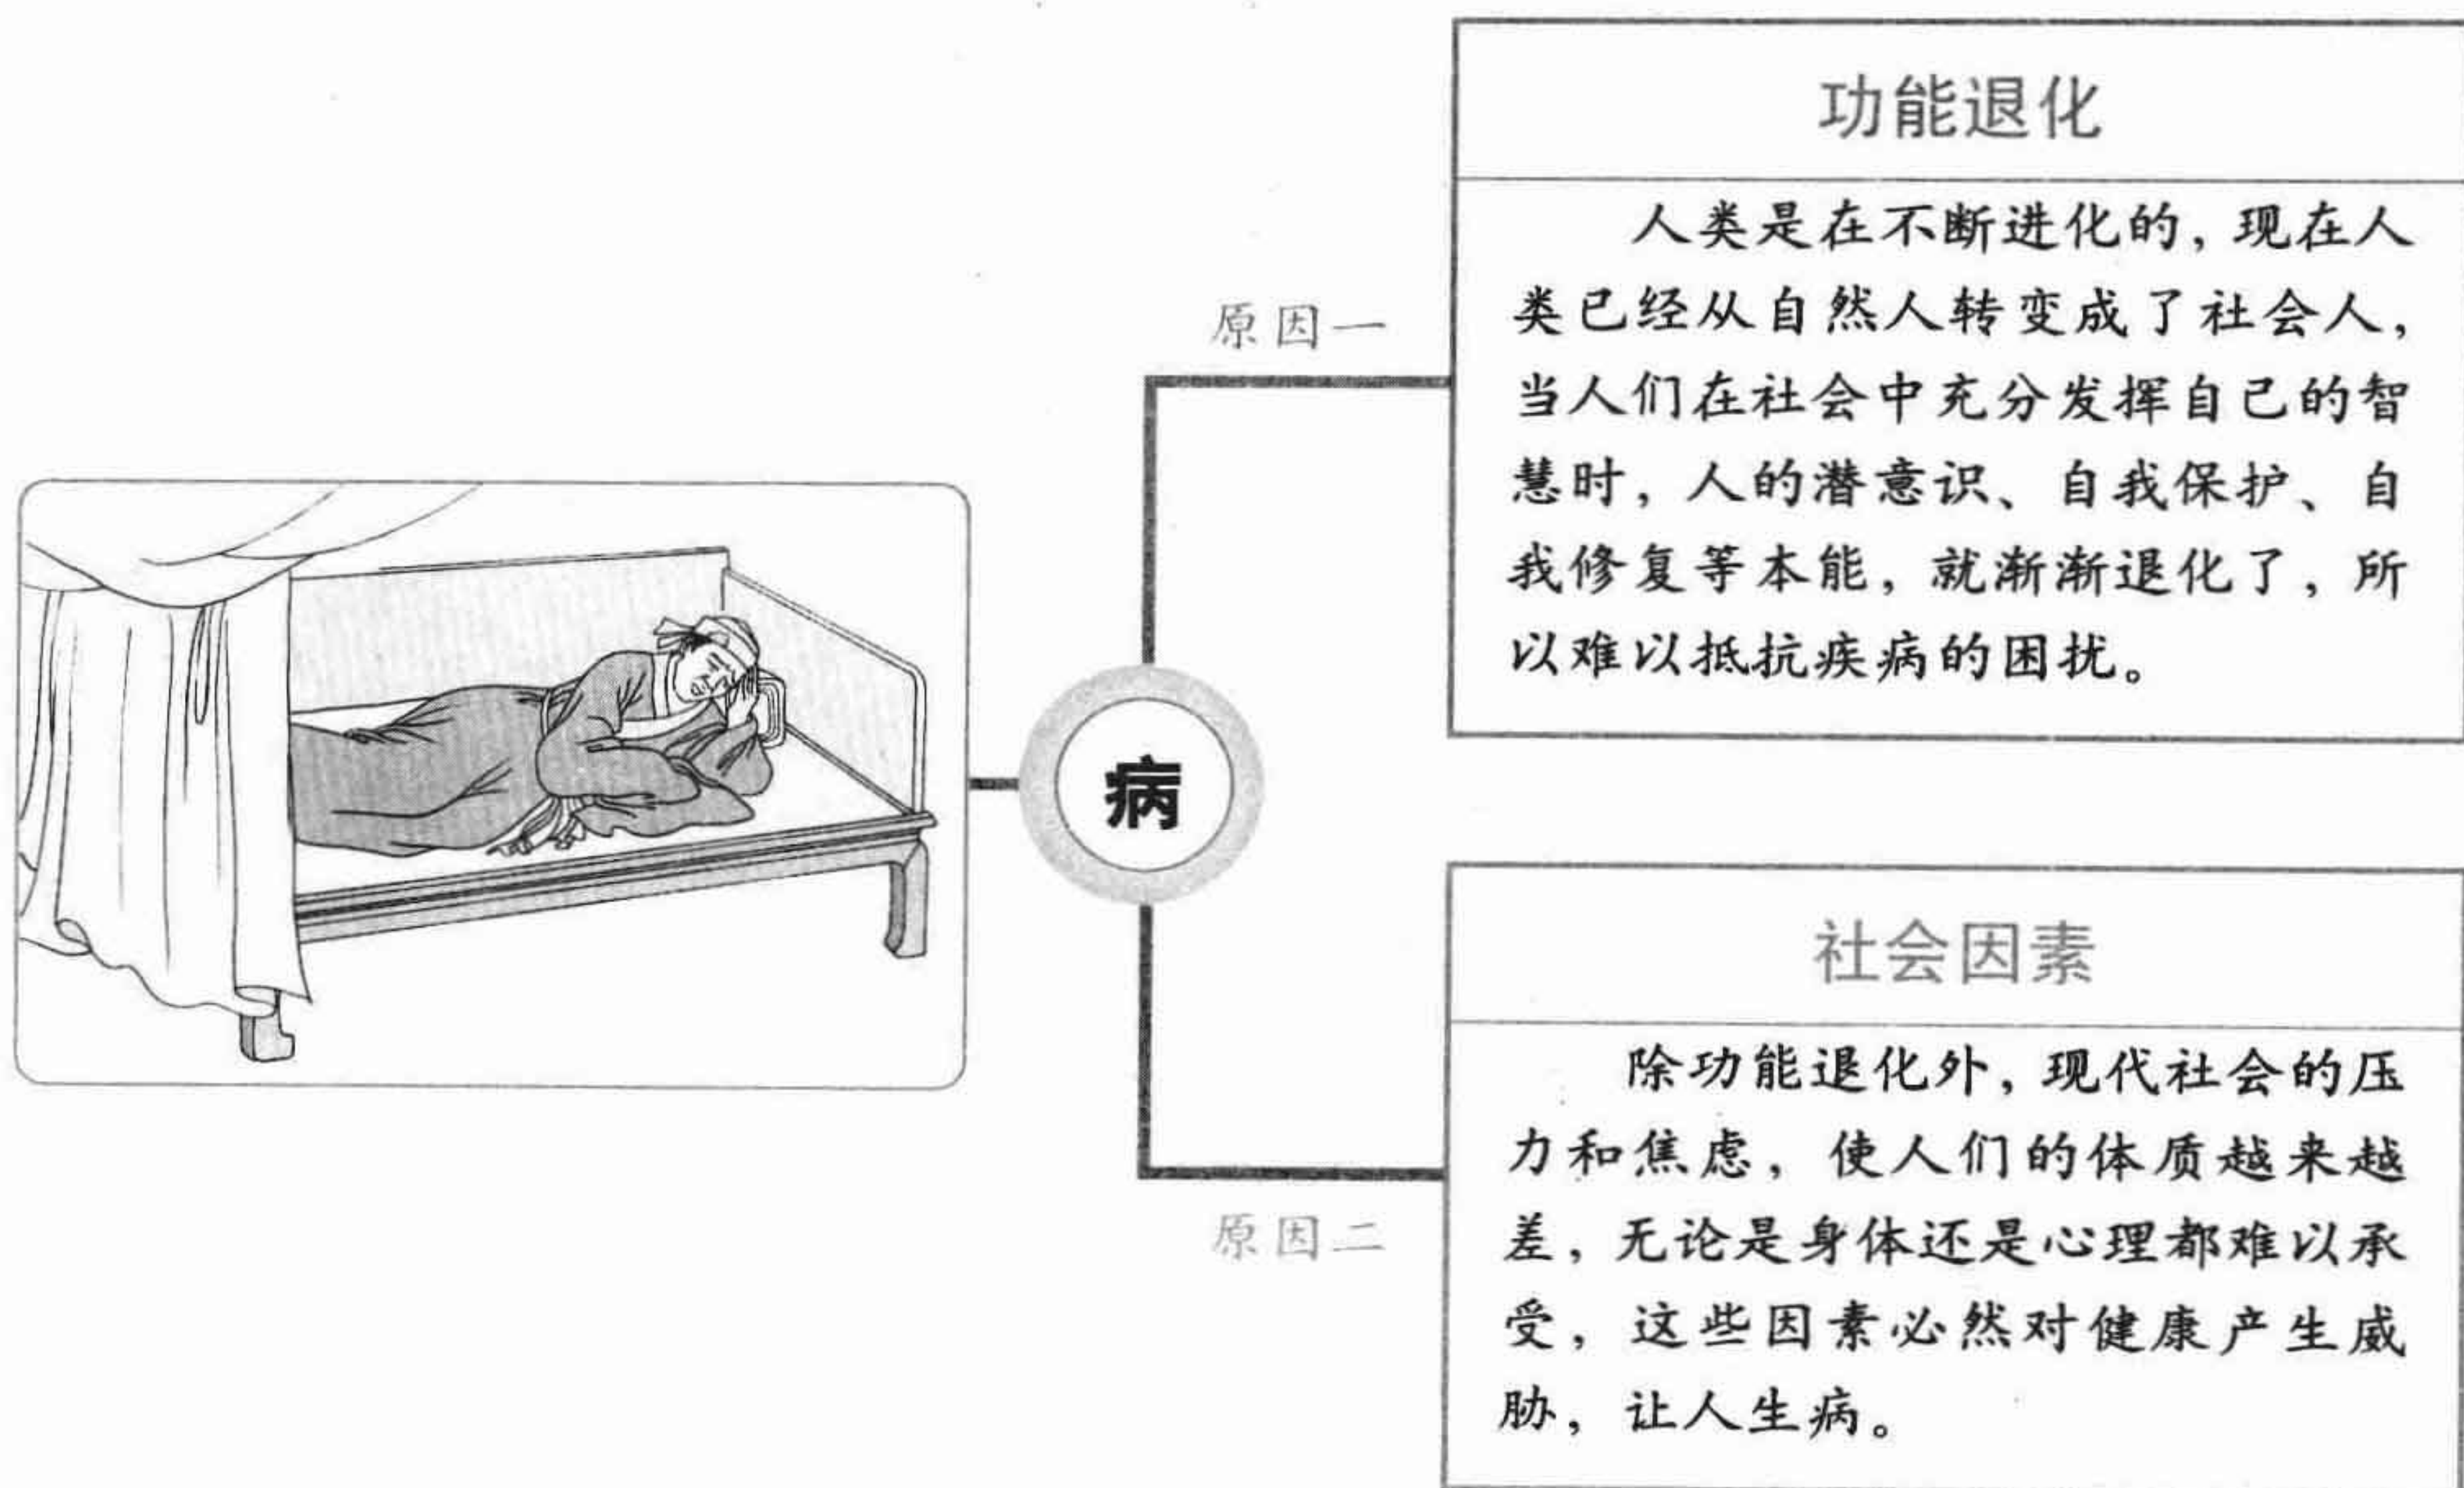 功能退化
人类是在不断进化的，现在人
类已经从自然人转变成了社会人，
当人们在社会中充分发挥自己的智
慧时，人的潜意识、自我保护、自
我修复等本能，就渐渐退化了，所
以难以抵抗疾病的困扰。
原因一
病
社会因素
除功能退化外，现代社会的压
力和焦虑，使人们的体质越来越
差，无论是身体还是心理都难以承
受，这些因素必然对健康产生威
胁，让人生病。
原因二